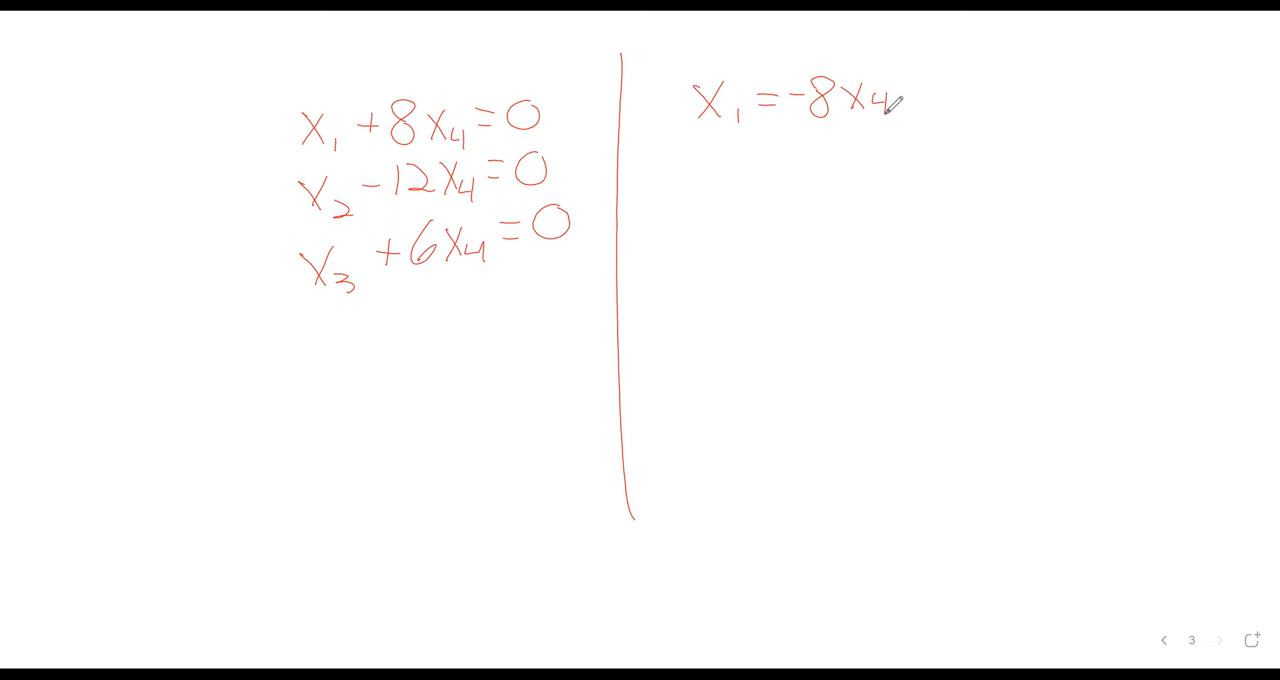 x₁ + 8x₄ = 0
x₂ - 12x₄ = 0
x₃ + 6x₄ = 0
x₁ = -8x₄
3